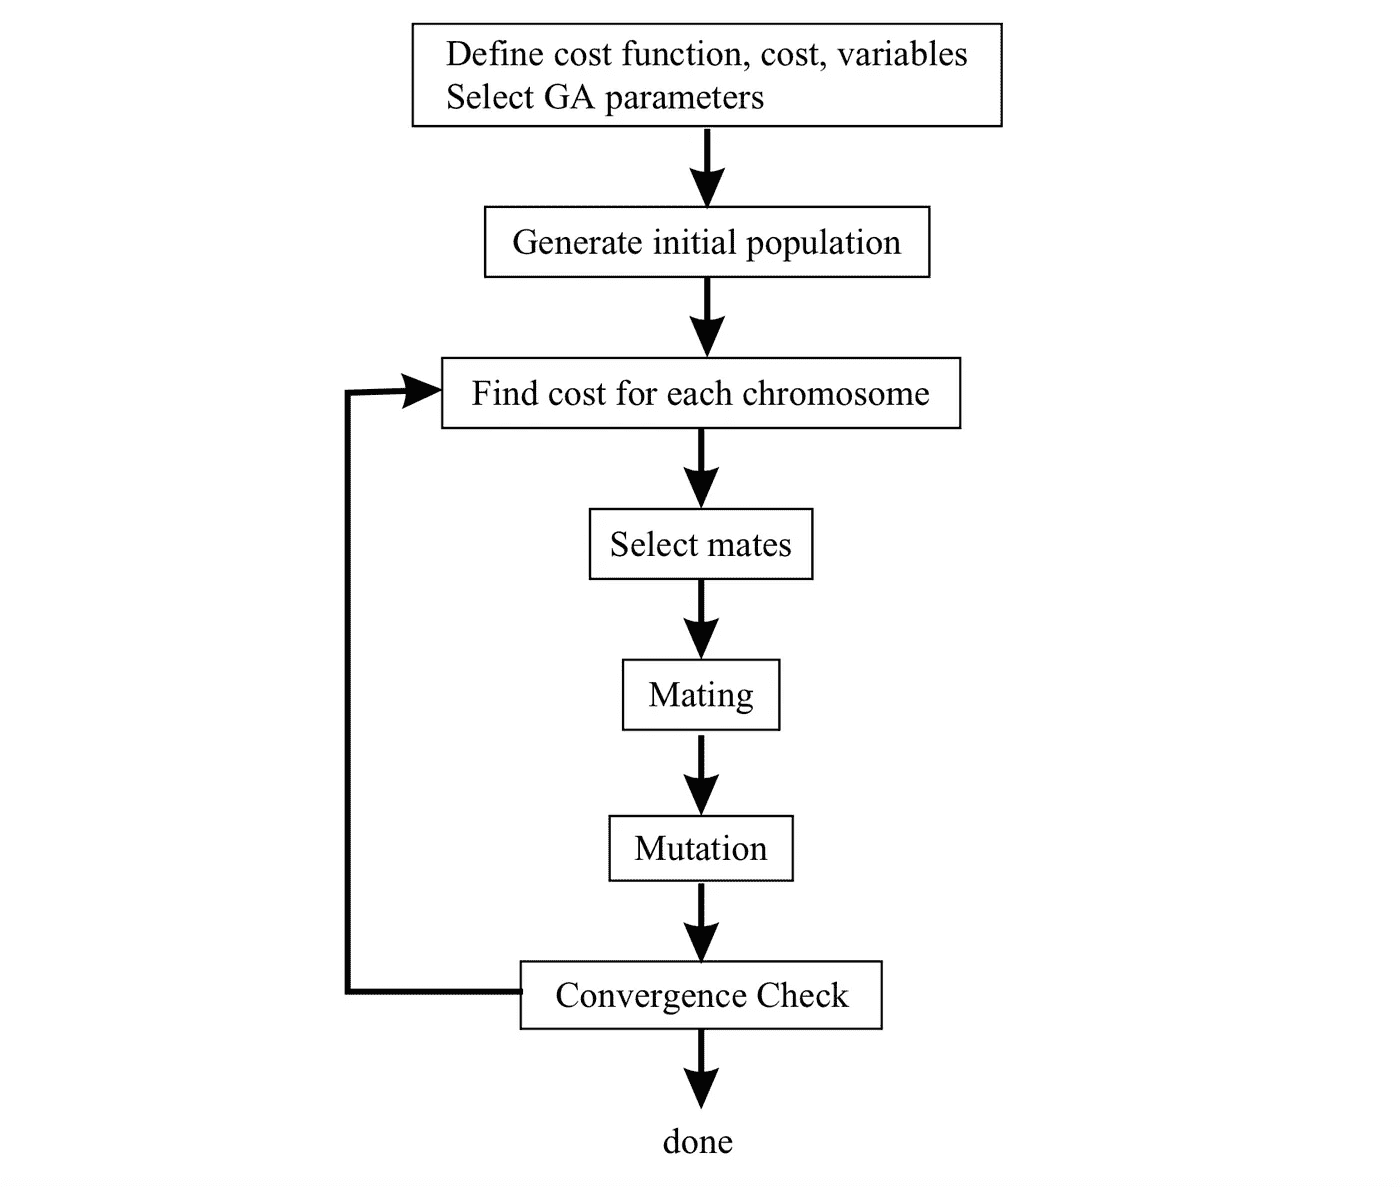 Define cost function, cost, variables
Select GA parameters
Generate initial population
Find cost for each chromosome
Select mates
Mating
Mutation
Convergence Check
done